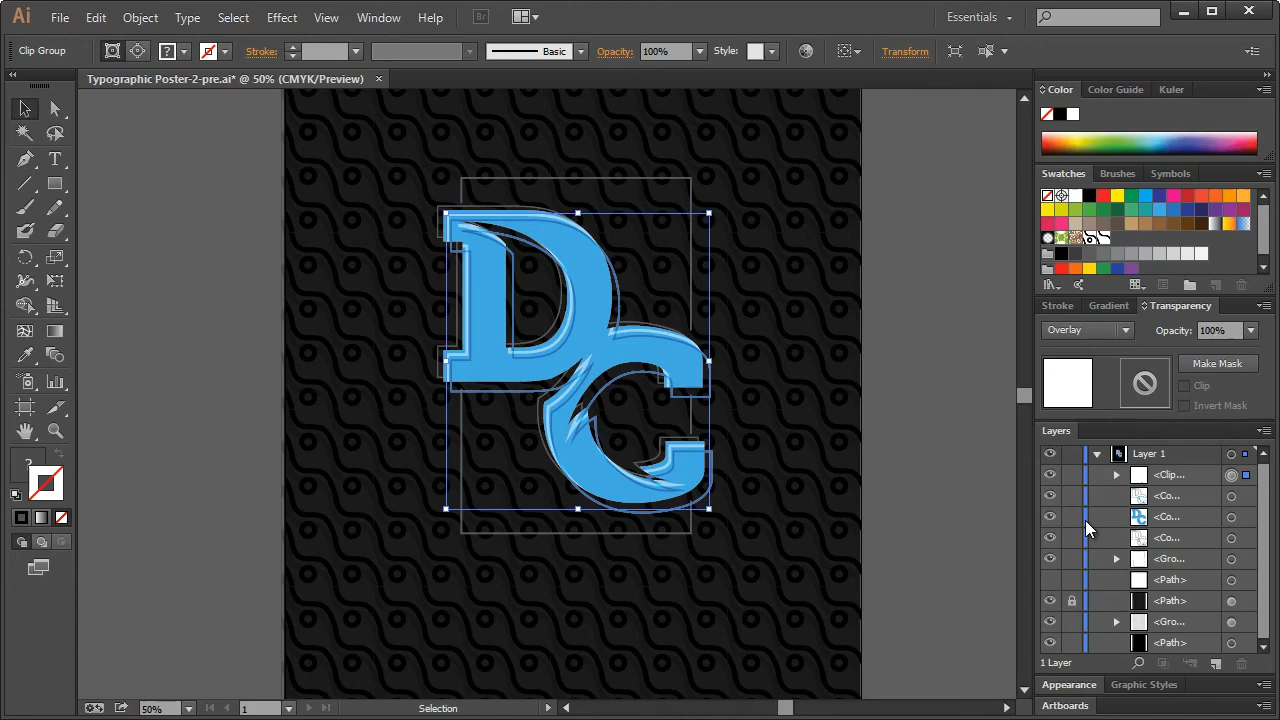 Ai File Edit Object Type Select Effect View Window Help Br Essentials
Clip Group ? Stroke: Basic Opacity: 100% Style: Transform
Typographic Poster-2-pre.ai* @ 50% (CMYK/Preview) ×
Color Color Guide Kuler
T
Swatches Brushes Symbols
DC
Stroke Gradient Transparency
Overlay Opacity: 100%
Make Mask
Clip
Invert Mask
Layers
Layer 1
<Clip...
<Co...
<Co...
<Co...
<Gro...
<Path>
<Path>
<Gro...
<Path>
1 Layer
?
Appearance Graphic Styles
50% 1 Selection
Artboards